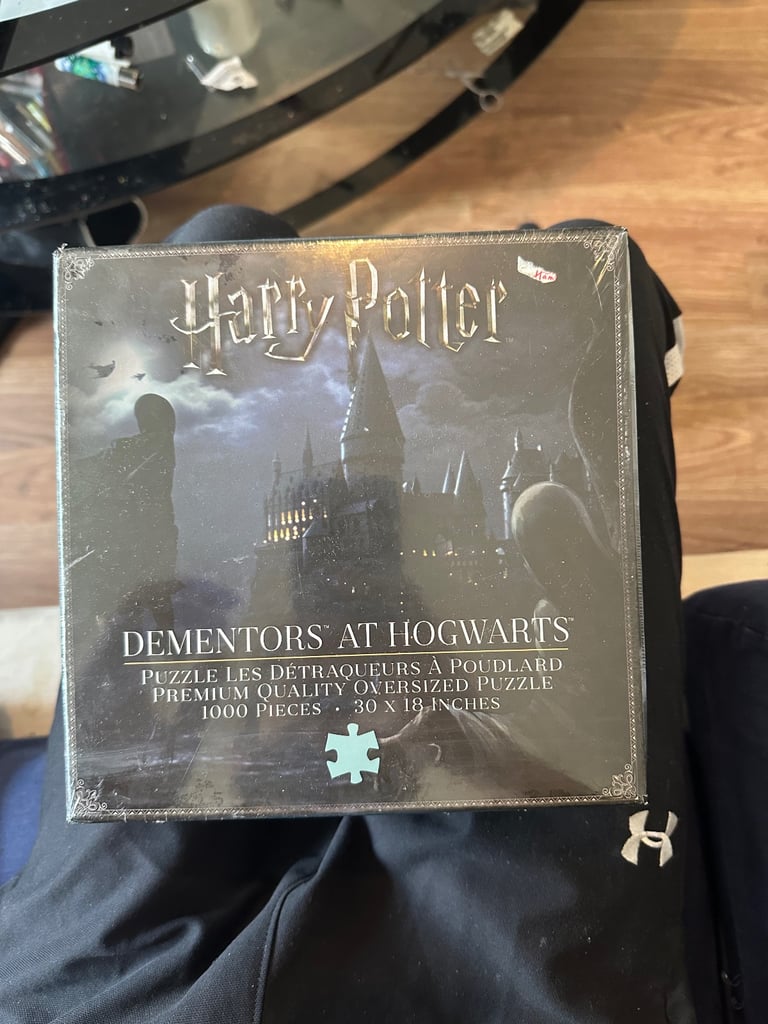 Harry Potter
DEMENTORS™ AT HOGWARTS™
PUZZLE LES DÉTRAQUEURS À POUDLARD
PREMIUM QUALITY OVERSIZED PUZZLE
1000 PIECES · 30 X 18 INCHES